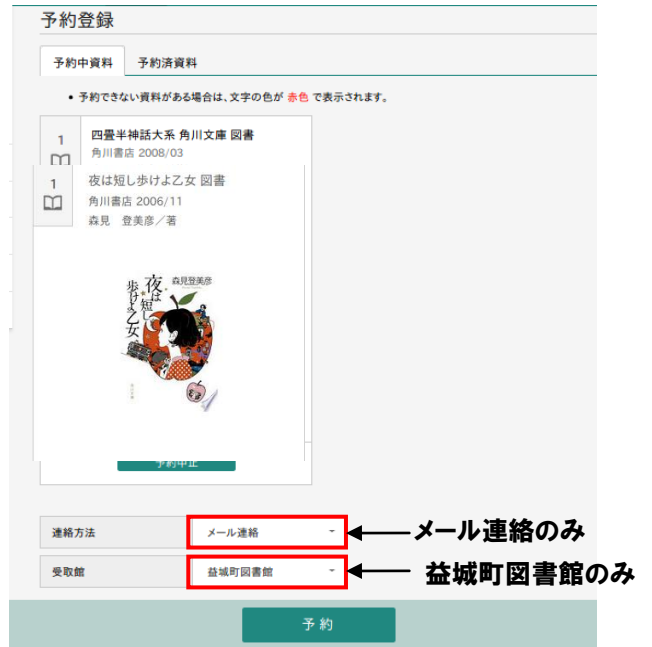 予約登録
予約中資料 予約済資料
• 予約できない資料がある場合は、文字の色が 赤色 で表示されます。
1 四畳半神話大系 角川文庫 図書
角川書店 2008/03
1 夜は短し歩けよ乙女 図書
角川書店 2006/11
森見 登美彦／著
夜は短し
歩けよ乙女
森見登美彦
予約中止
連絡方法 メール連絡 メール連絡のみ
受取館 益城町図書館 益城町図書館のみ
予 約